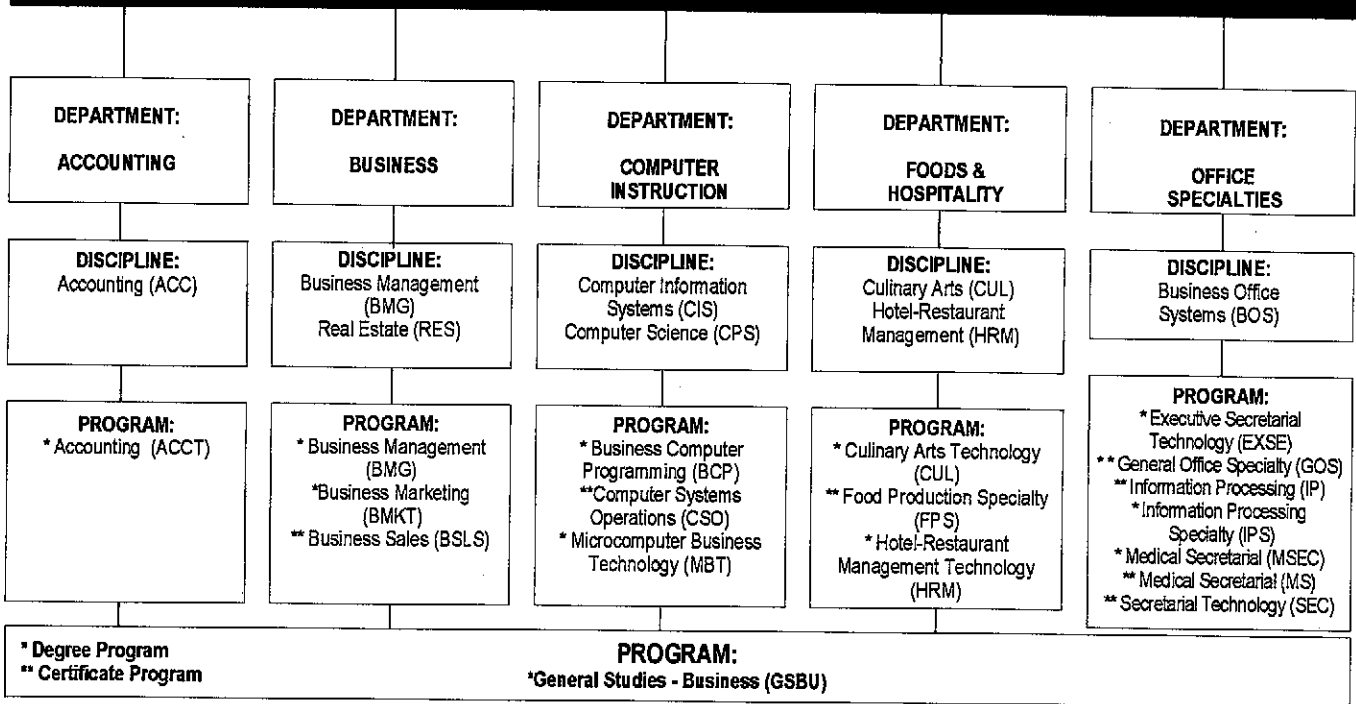 DEPARTMENT:
ACCOUNTING
DISCIPLINE:
Accounting (ACC)
PROGRAM:
* Accounting (ACCT)
DEPARTMENT:
BUSINESS
DISCIPLINE:
Business Management
(BMG)
Real Estate (RES)
PROGRAM:
* Business Management
(BMG)
*Business Marketing
(BMKT)
** Business Sales (BSLS)
DEPARTMENT:
COMPUTER
INSTRUCTION
DISCIPLINE:
Computer Information
Systems (CIS)
Computer Science (CPS)
PROGRAM:
* Business Computer
Programming (BCP)
**Computer Systems
Operations (CSO)
* Microcomputer Business
Technology (MBT)
DEPARTMENT:
FOODS &
HOSPITALITY
DISCIPLINE:
Culinary Arts (CUL)
Hotel-Restaurant
Management (HRM)
PROGRAM:
* Culinary Arts Technology
(CUL)
** Food Production Specialty
(FPS)
* Hotel-Restaurant
Management Technology
(HRM)
DEPARTMENT:
OFFICE
SPECIALTIES
DISCIPLINE:
Business Office
Systems (BOS)
PROGRAM:
* Executive Secretarial
Technology (EXSE)
** General Office Specialty (GOS)
** Information Processing (IP)
* Information Processing
Specialty (IPS)
* Medical Secretarial (MSEC)
** Medical Secretarial (MS)
** Secretarial Technology (SEC)
* Degree Program
** Certificate Program
PROGRAM:
*General Studies - Business (GSBU)